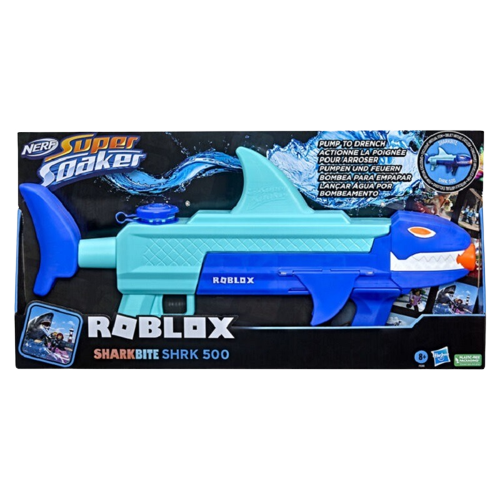 NERF
SUPER
SOAKER
PUMP TO DRENCH
ACTIONNE LA POIGNÉE
POUR ARROSER
PUMPEN UND FEUERN
BOMBEA PARA EMPAPAR
LANÇAR ÁGUA POR
BOMBEAMENTO
ROBLOX
ROBLOX
SHARKBITE SHRK 500
8+
Hasbro